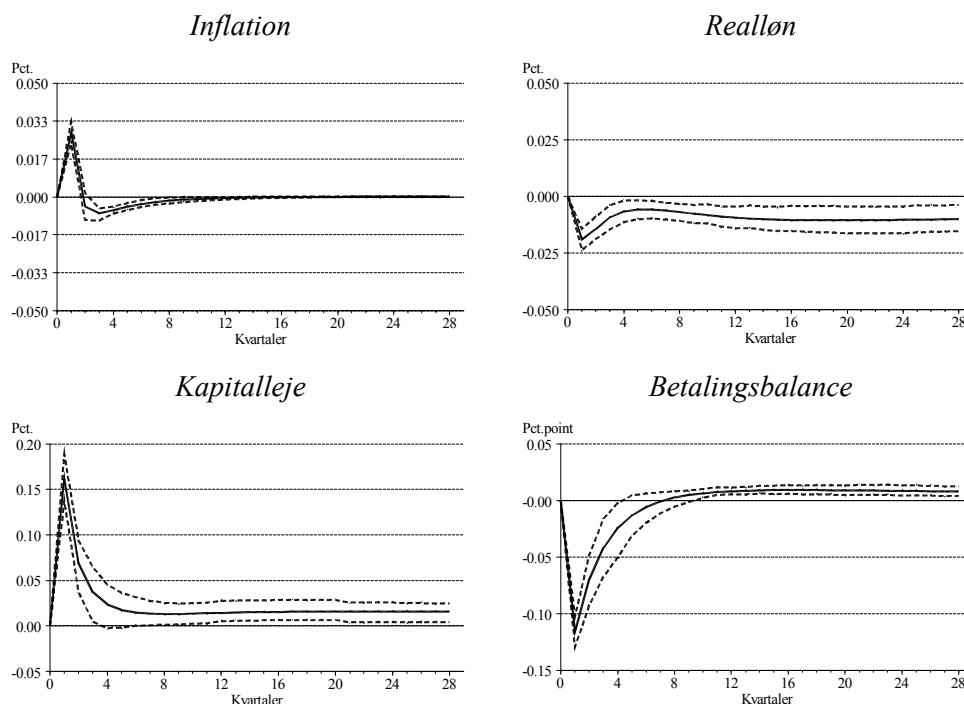 Inflation
Pct.
0.050
0.033
0.017
0.000
-0.017
-0.033
-0.050
0 4 8 12 16 20 24 28
Kvartaler
Realløn
Pct.
0.050
0.025
0.000
-0.025
-0.050
0 4 8 12 16 20 24 28
Kvartaler
Kapitalleje
Pct.
0.20
0.15
0.10
0.05
0.00
-0.05
0 4 8 12 16 20 24 28
Kvartaler
Betalingsbalance
Pct.point
0.05
-0.00
-0.05
-0.10
-0.15
0 4 8 12 16 20 24 28
Kvartaler